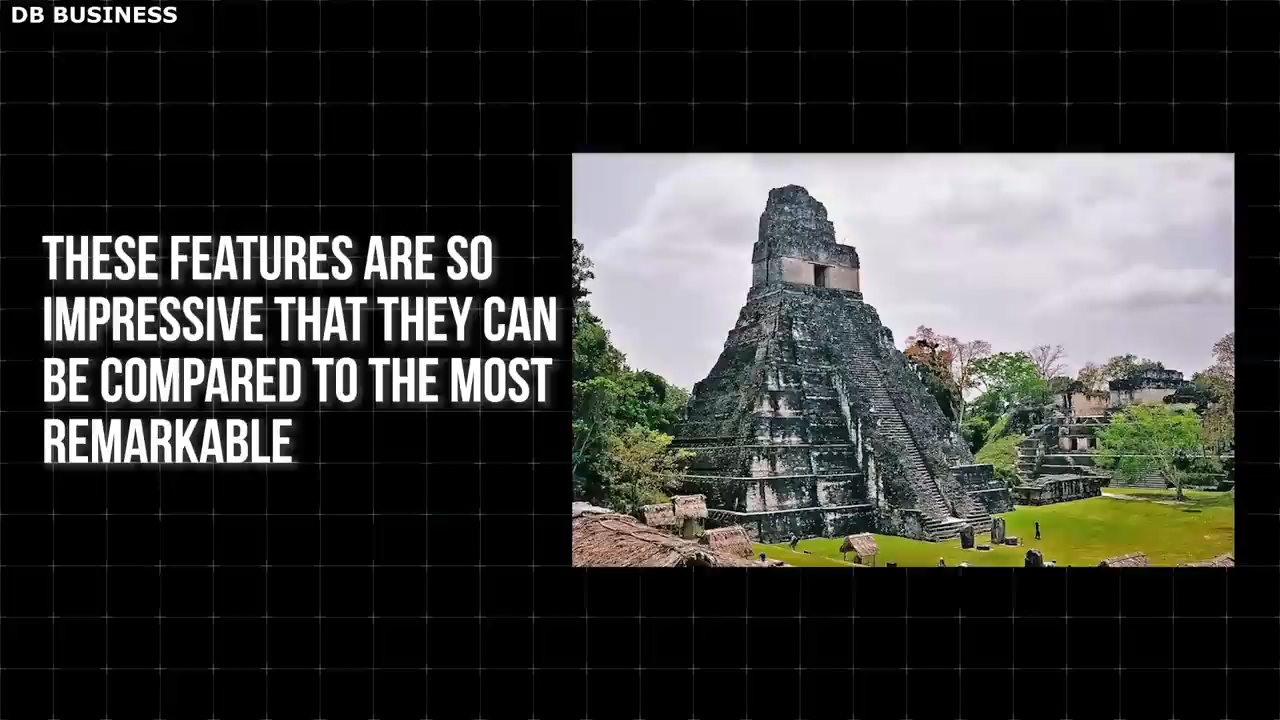 DB BUSINESS
THESE FEATURES ARE SO
IMPRESSIVE THAT THEY CAN
BE COMPARED TO THE MOST
REMARKABLE